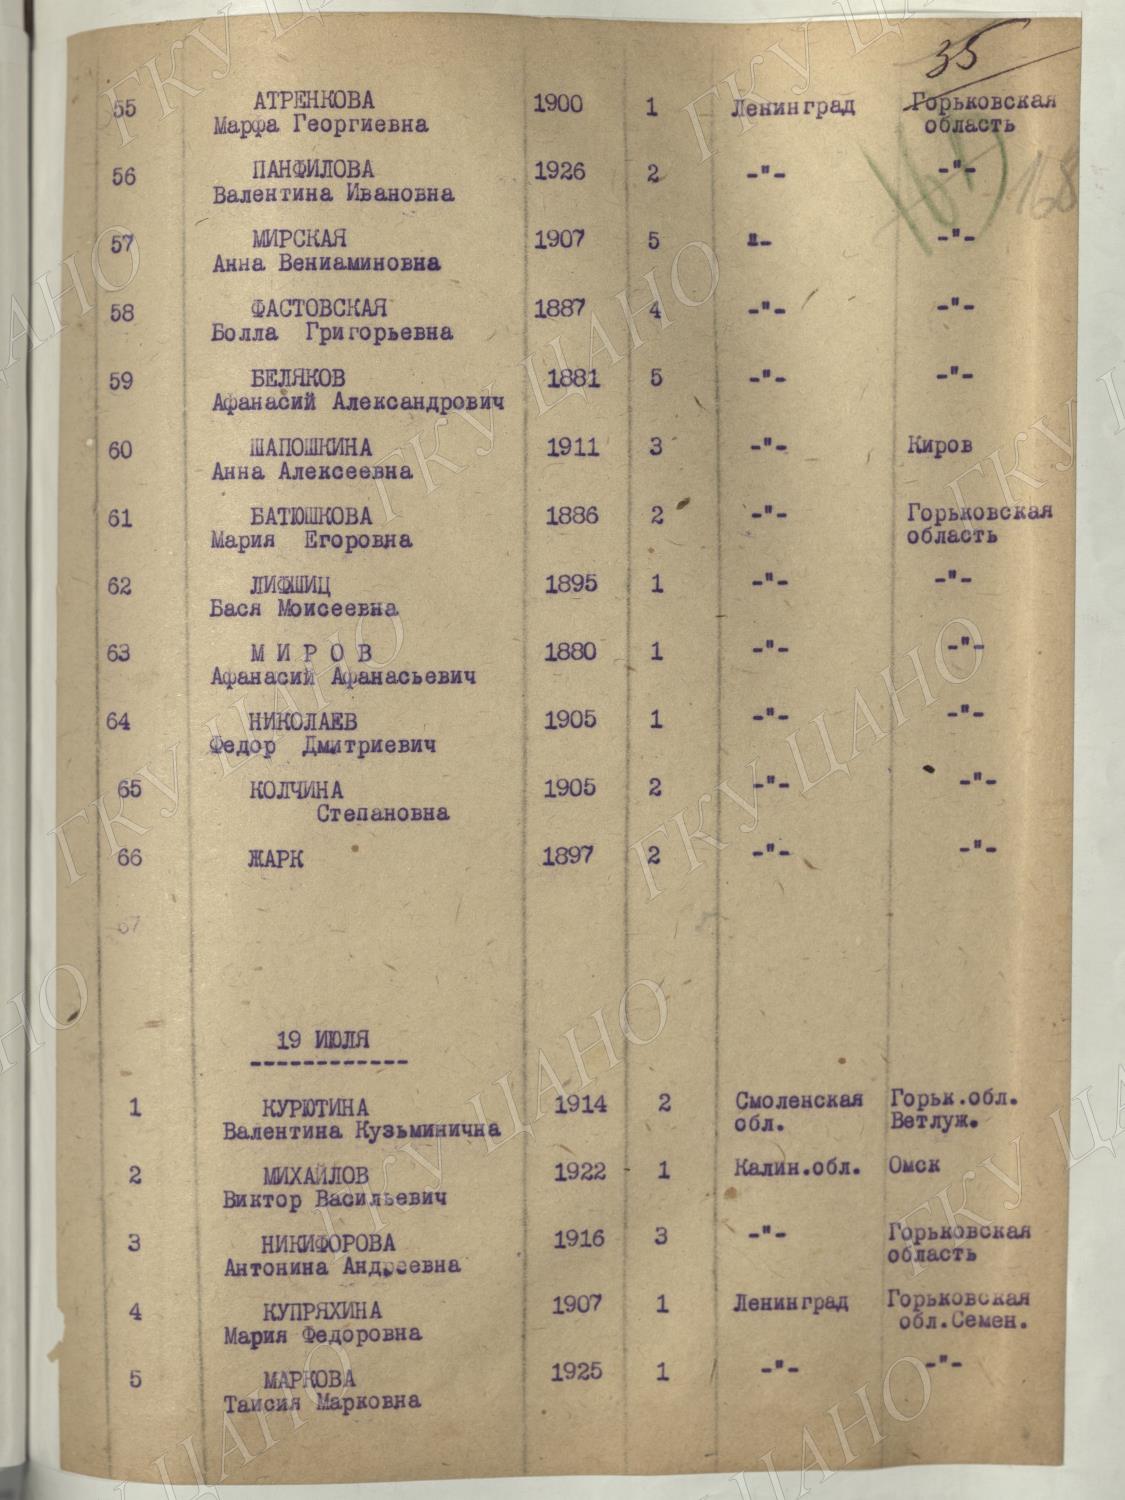 35
55 АТРЕНКОВА 1900 1 Ленинград Горьковская
Марфа Георгиевна область
56 ПАНФИЛОВА 1926 2 -"- -"-
Валентина Ивановна
168
57 МИРСКАЯ 1907 5 "- -"-
Анна Вениаминовна
58 ФАСТОВСКАЯ 1887 4 -"- -"-
Болла Григорьевна
59 БЕЛЯКОВ 1881 5 -"- -"-
Афанасий Александрович
60 ШАПОШКИНА 1911 3 -"- Киров
Анна Алексеевна
61 БАТЮШКОВА 1886 2 -"- Горьковская
Мария Егоровна область
62 ЛИФШИЦ 1895 1 -"- -"-
Бася Моисеевна
63 М И Р О В 1880 1 -"- -"-
Афанасий Афанасьевич
64 НИКОЛАЕВ 1905 1 -"- -"-
Федор Дмитриевич
65 КОЛЧИНА 1905 2 -"- -"-
Степановна
66 ЖАРК 1897 2 -"- -"-
67
19 ИЮЛЯ
------------
1 КУРЮТИНА 1914 2 Смоленская Горьк.обл.
Валентина Кузьминична обл. Ветлуж.
2 МИХАЙЛОВ 1922 - 1 Калин.обл. Омск
Виктор Васильевич
3 НИКИФОРОВА 1916 3 -"- Горьковская
Антонина Андреевна область
4 КУПРЯХИНА 1907 1 Ленинград Горьковская
Мария Федоровна обл.Семен.
5 МАРКОВА 1925 1 -"- -"-
Таисия Марковна
ГКУ ЦАНО